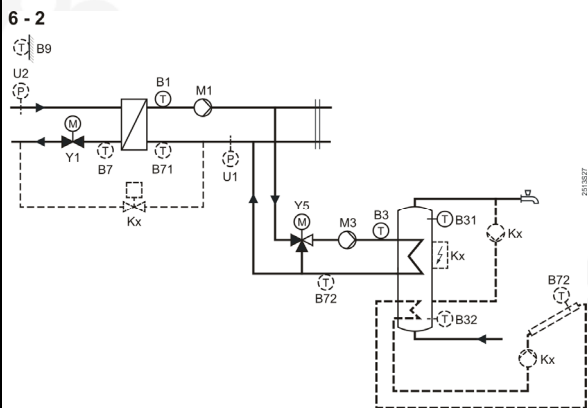 6 - 2
T B9
U2
P
B1
T
M1
M
Y1
T
B7
T
B71
P
U1
Kx
Y5
M
M3
B3
T
T B31
Kx
Kx
T
B72
T B32
B72
T
Kx
2513S27